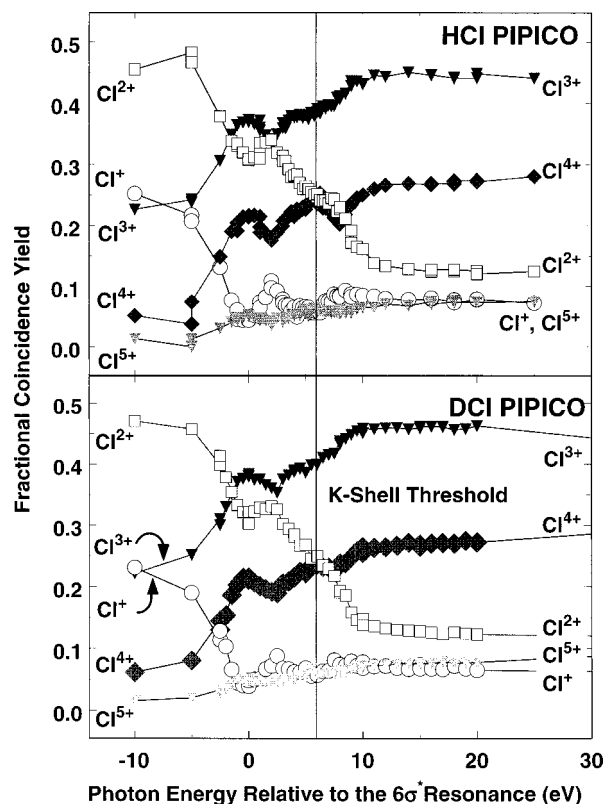 HCl PIPICO
0.5
Cl2+
Cl3+
0.4
Cl+
0.3
Cl4+
Cl3+
0.2
Cl2+
Cl4+
0.1
Cl+, Cl5+
Cl5+
0.0
Fractional Coincidence Yield
DCl PIPICO
0.5
Cl2+
Cl3+
0.4
K-Shell Threshold
Cl4+
0.3
Cl3+
0.2
Cl+
Cl2+
0.1
Cl4+
Cl5+
Cl+
Cl5+
0.0
-10 0 10 20 30
Photon Energy Relative to the 6σ* Resonance (eV)